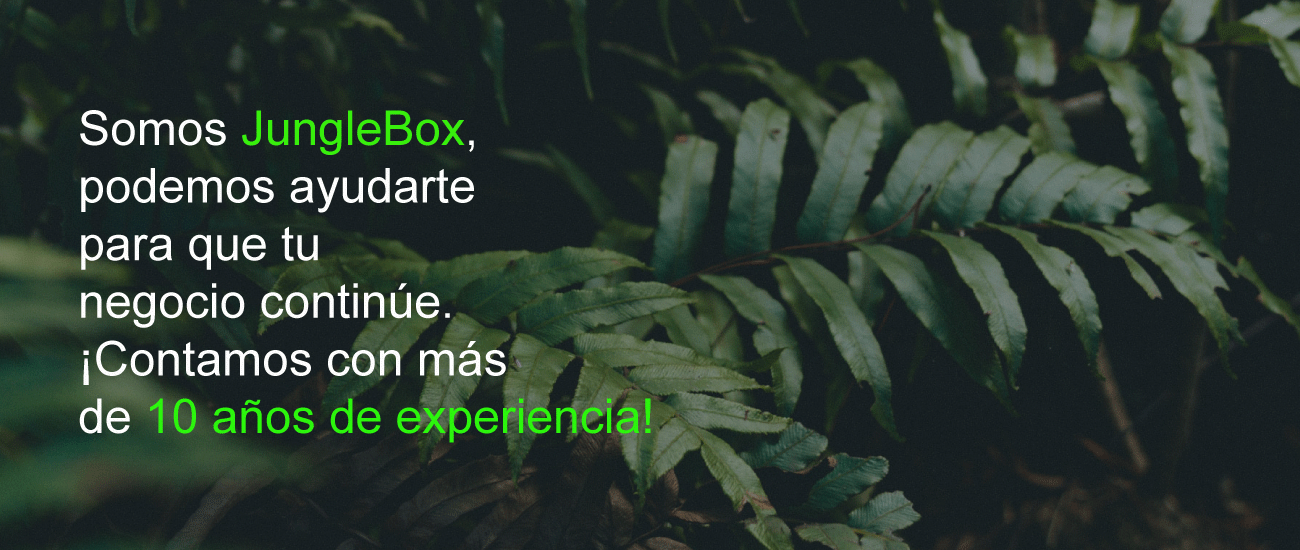 Somos JungleBox,
podemos ayudarte
para que tu
negocio continúe.
¡Contamos con más
de 10 años de experiencia!